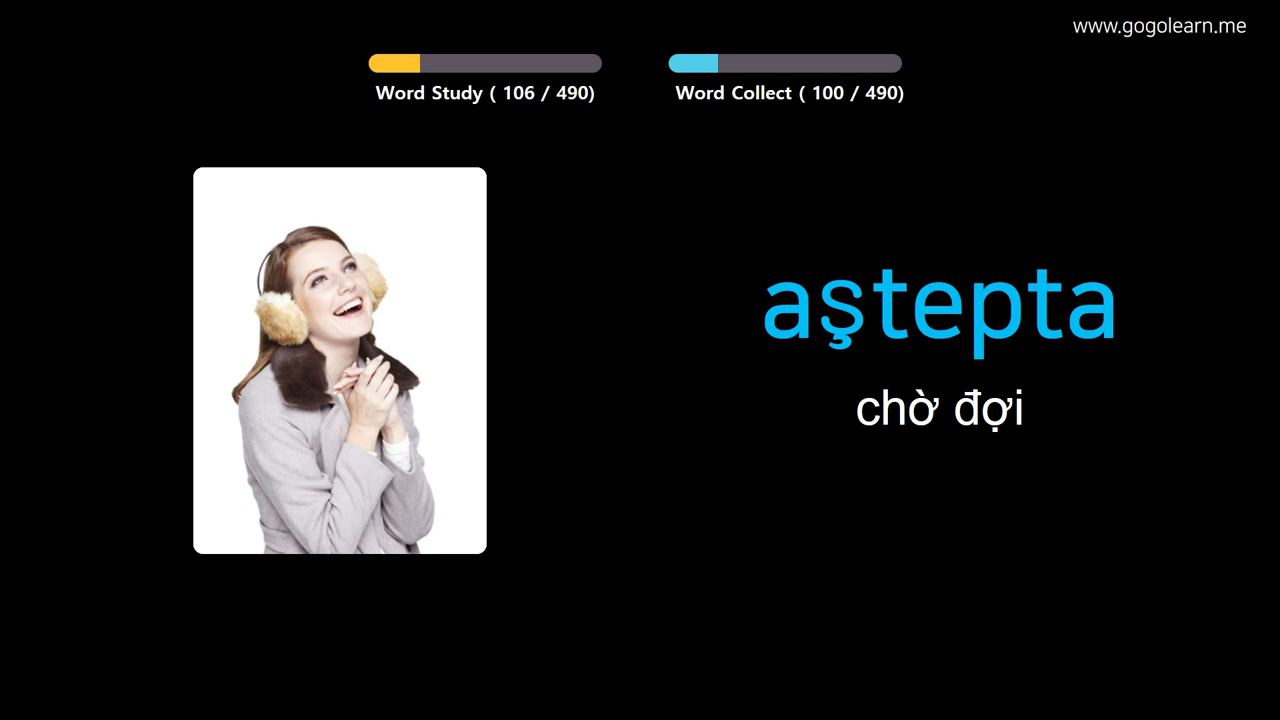 www.gogolearn.me
Word Study ( 106 / 490)
Word Collect ( 100 / 490)
aştepta
chờ đợi